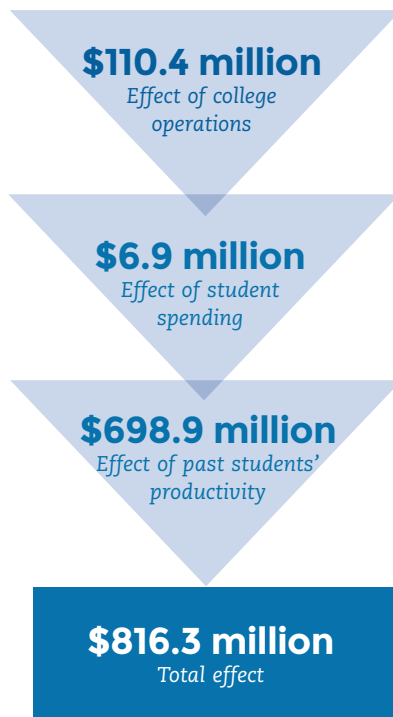 $110.4 million
Effect of college
operations
$6.9 million
Effect of student
spending
$698.9 million
Effect of past students’
productivity
$816.3 million
Total effect